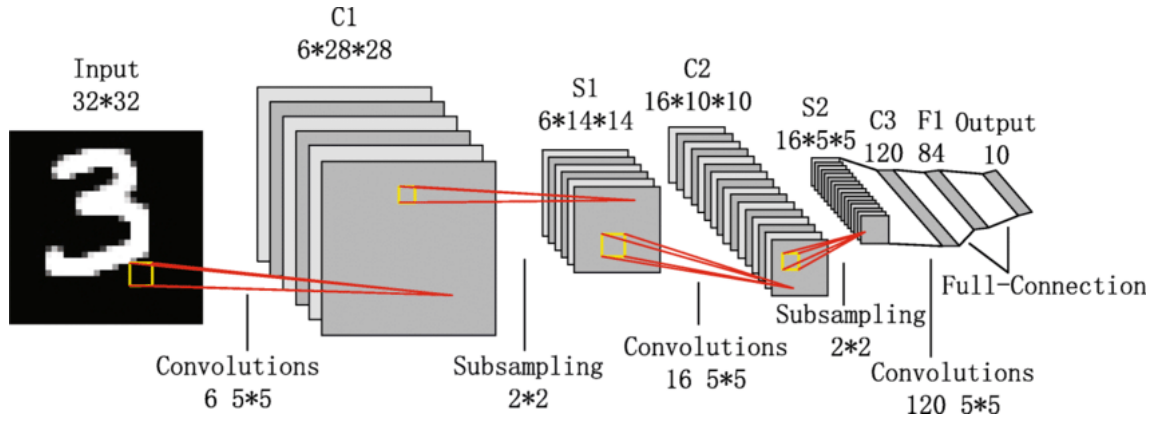 Input
32*32
C1
6*28*28
S1
6*14*14
C2
16*10*10
S2
16*5*5
C3
120
F1
84
Output
10
Convolutions
6 5*5
Subsampling
2*2
Convolutions
16 5*5
Subsampling
2*2
Convolutions
120 5*5
Full-Connection